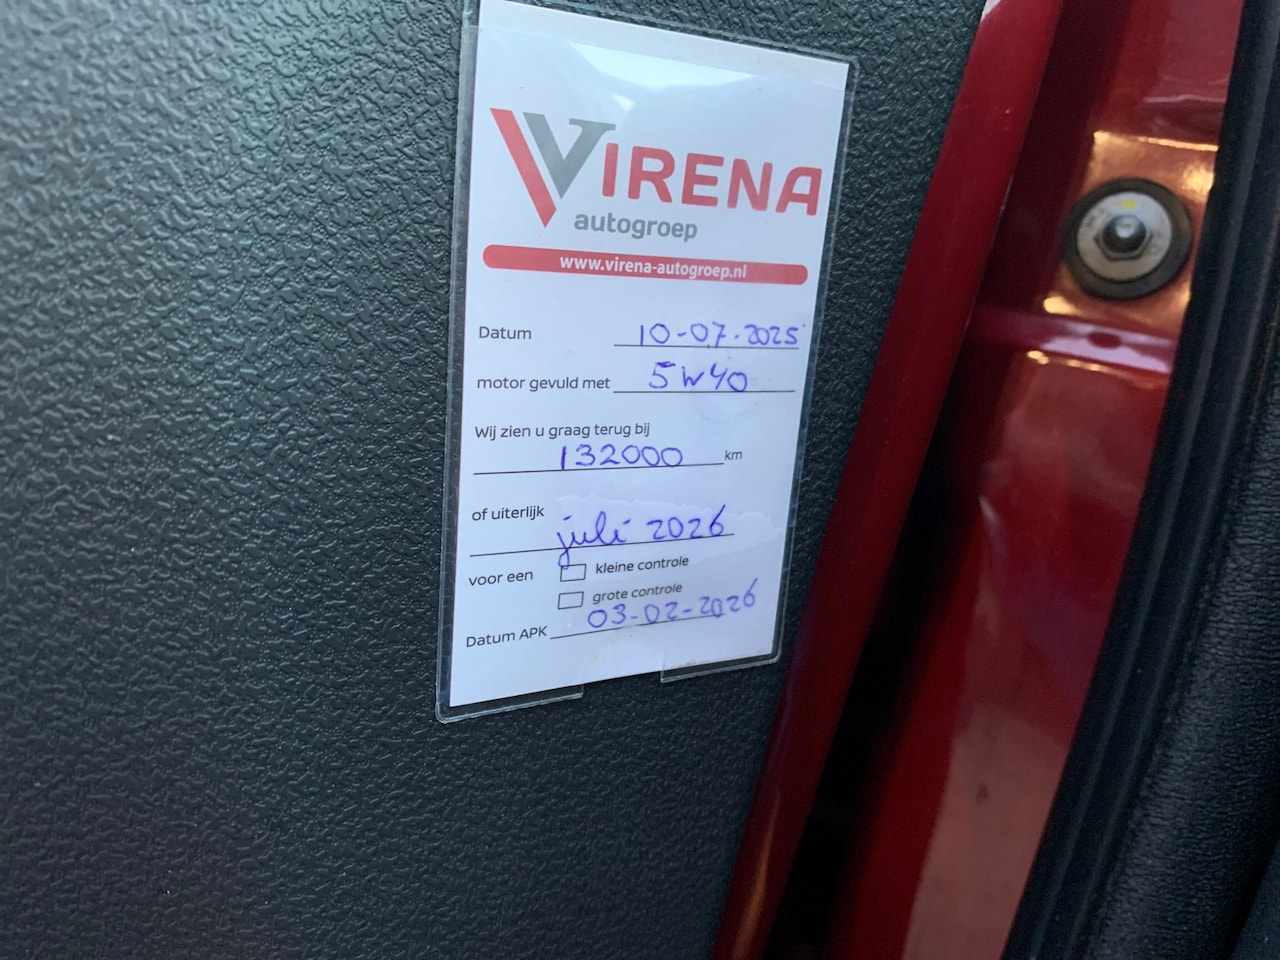 VIRENA
autogroep
www.virena-autogroep.nl
Datum 10-07-2025
motor gevuld met 5W40
Wij zien u graag terug bij
132000 km
of uiterlijk
juli 2026
voor een kleine controle
grote controle
Datum APK 03-02-2026